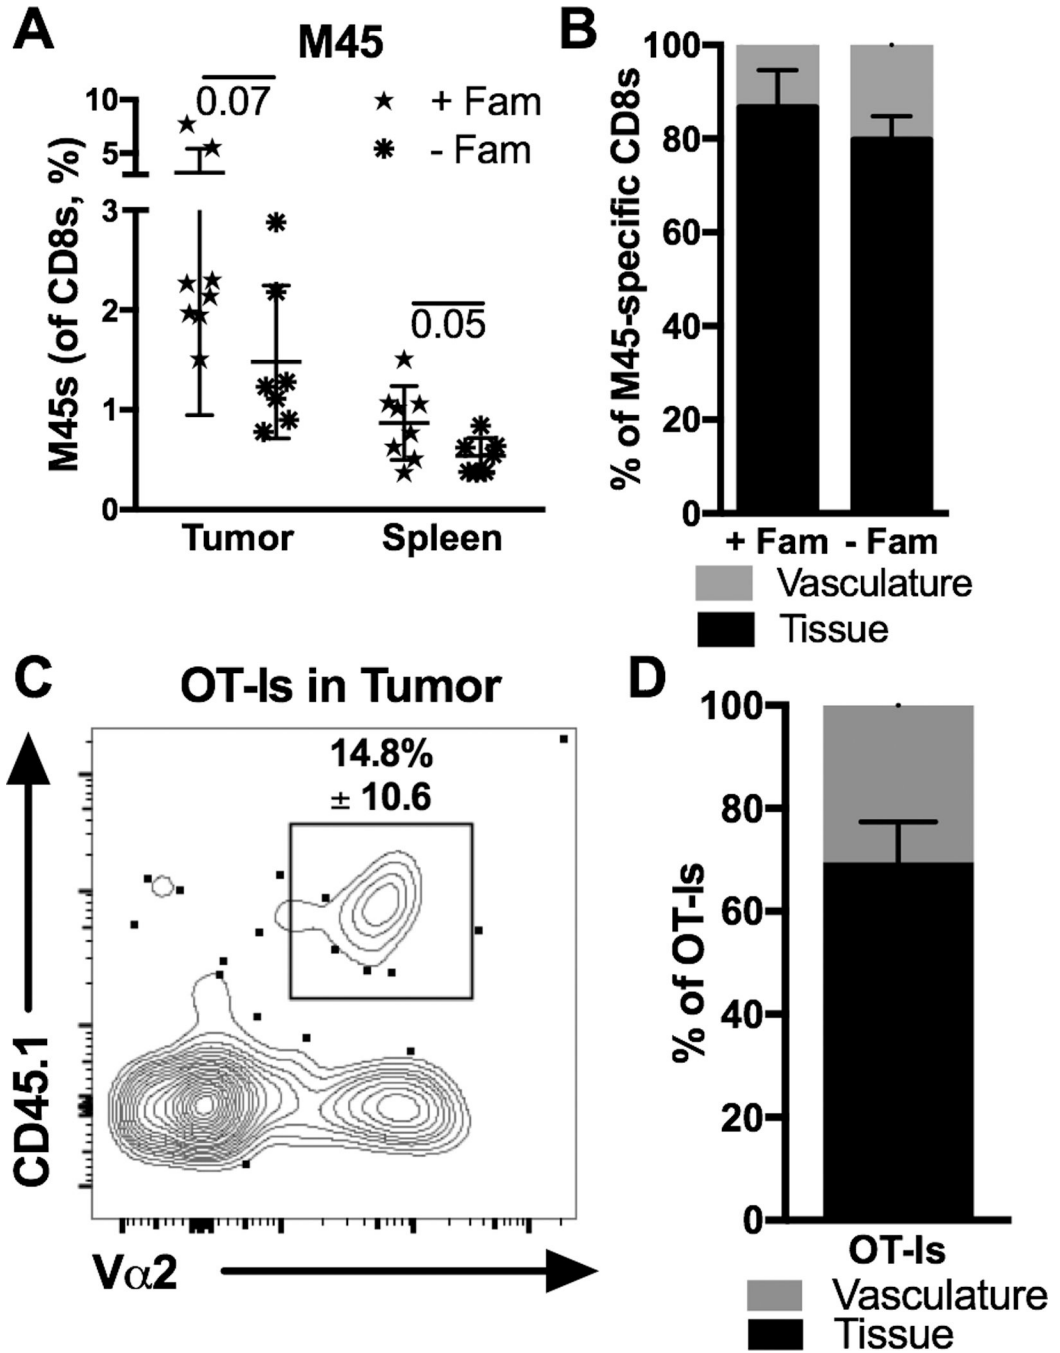 A
M45
0.07
+ Fam
- Fam
10
5
3
2
1
0
M45s (of CD8s, %)
0.05
Tumor
Spleen
B
100
80
60
40
20
0
% of M45-specific CD8s
+ Fam
- Fam
Vasculature
Tissue
C
OT-Is in Tumor
14.8%
± 10.6
CD45.1
Vα2
D
100
80
60
40
20
0
% of OT-Is
OT-Is
Vasculature
Tissue